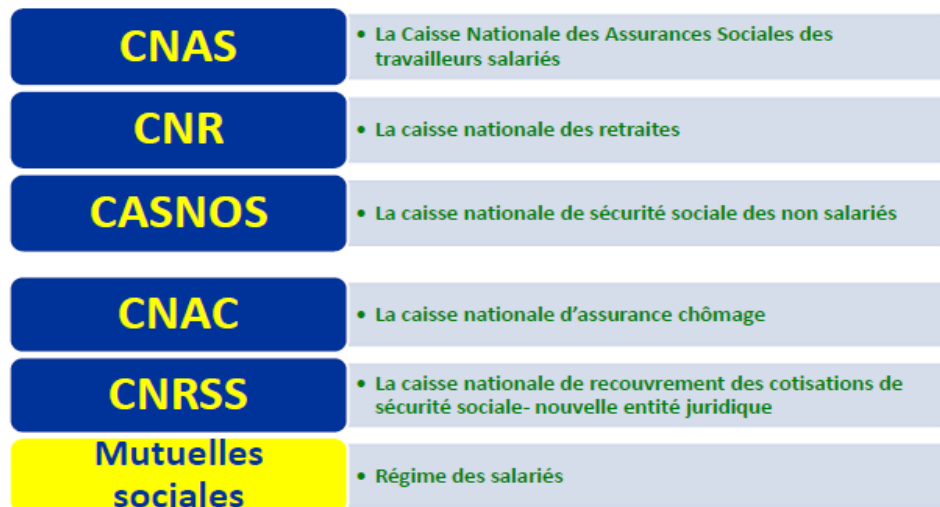 CNAS
• La Caisse Nationale des Assurances Sociales des
travailleurs salariés
CNR
• La caisse nationale des retraites
CASNOS
• La caisse nationale de sécurité sociale des non salariés
CNAC
• La caisse nationale d’assurance chômage
CNRSS
• La caisse nationale de recouvrement des cotisations de
sécurité sociale- nouvelle entité juridique
Mutuelles
sociales
• Régime des salariés